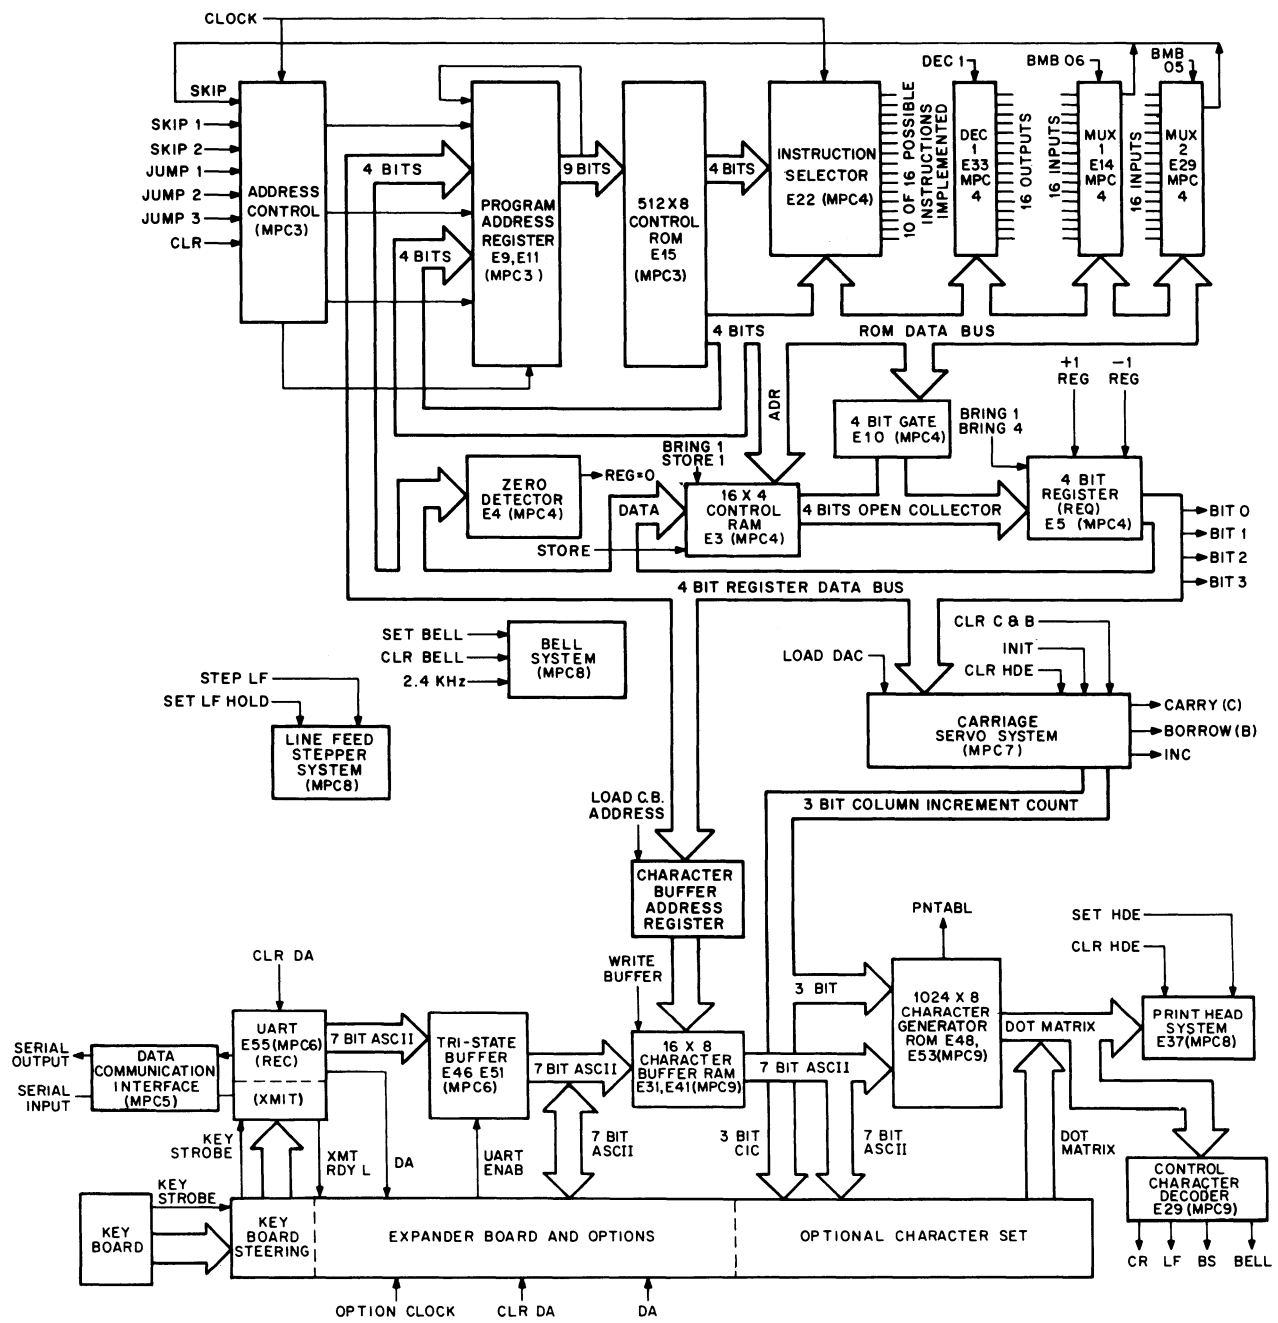 CLOCK
SKIP
SKIP 1
SKIP 2
JUMP 1
JUMP 2
JUMP 3
CLR
ADDRESS
CONTROL
(MPC3)
4 BITS
4 BITS
PROGRAM
ADDRESS
REGISTER
E9,E11
(MPC3)
9 BITS
512X8
CONTROL
ROM
E15
(MPC3)
4 BITS
INSTRUCTION
SELECTOR
E22 (MPC4)
10 OF 16 POSSIBLE
INSTRUCTIONS
IMPLEMENTED
DEC 1
DEC
1
E33
MPC
4
16 OUTPUTS
BMB 06
16 INPUTS
MUX
1
E14
MPC
4
BMB
05
16 INPUTS
MUX
2
E29
MPC
4
4 BITS
ROM DATA BUS
ADR
4 BIT GATE
E10 (MPC4)
+1
REG
-1
REG
BRING 1
BRING 4
BRING 1
STORE 1
ZERO
DETECTOR
E4 (MPC4)
REG=0
DATA
16 X 4
CONTROL
RAM
E3 (MPC4)
STORE
4 BITS OPEN COLLECTOR
4 BIT
REGISTER
(REQ)
E5 (MPC4)
BIT 0
BIT 1
BIT 2
BIT 3
4 BIT REGISTER DATA BUS
SET BELL
CLR BELL
2.4 KHz
BELL
SYSTEM
(MPC8)
STEP LF
SET LF HOLD
LINE FEED
STEPPER
SYSTEM
(MPC8)
CLR C & B
INIT
CLR HDE
LOAD DAC
CARRIAGE
SERVO SYSTEM
(MPC7)
CARRY (C)
BORROW (B)
INC
3 BIT COLUMN INCREMENT COUNT
LOAD C.B.
ADDRESS
CHARACTER
BUFFER
ADDRESS
REGISTER
PNTABL
SET HDE
CLR HDE
CLR DA
WRITE
BUFFER
3 BIT
1024 X 8
CHARACTER
GENERATOR
ROM E48,
E53(MPC9)
DOT MATRIX
PRINT HEAD
SYSTEM
E37(MPC8)
SERIAL
OUTPUT
SERIAL
INPUT
DATA
COMMUNICATION
INTERFACE
(MPC5)
UART
E55(MPC6)
(REC)
(XMIT)
7 BIT ASCII
TRI-STATE
BUFFER
E46 E51
(MPC6)
7 BIT ASCII
16 X 8
CHARACTER
BUFFER RAM
E31,E41(MPC9)
7 BIT ASCII
KEY
STROBE
XMT
RDY L
DA
UART
ENAB
7 BIT
ASCII
3 BIT
CIC
7 BIT
ASCII
DOT
MATRIX
CONTROL
CHARACTER
DECODER
E29 (MPC9)
CR
LF
BS
BELL
KEY
STROBE
KEY
BOARD
KEY
BOARD
STEERING
EXPANDER BOARD AND OPTIONS
OPTIONAL CHARACTER SET
OPTION CLOCK
CLR DA
DA